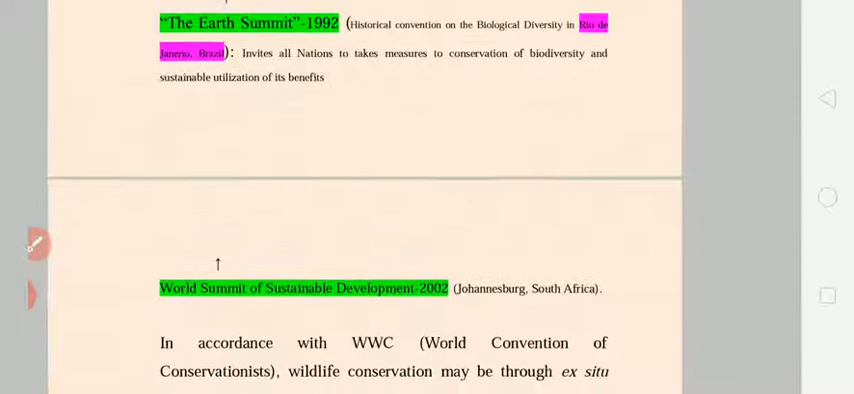 “The Earth Summit”-1992 (Historical convention on the Biological Diversity in Rio de
Janerio, Brazil): Invites all Nations to takes measures to conservation of biodiversity and
sustainable utilization of its benefits
↑
World Summit of Sustainable Development-2002 (Johannesburg, South Africa).
In accordance with WWC (World Convention of
Conservationists), wildlife conservation may be through ex situ